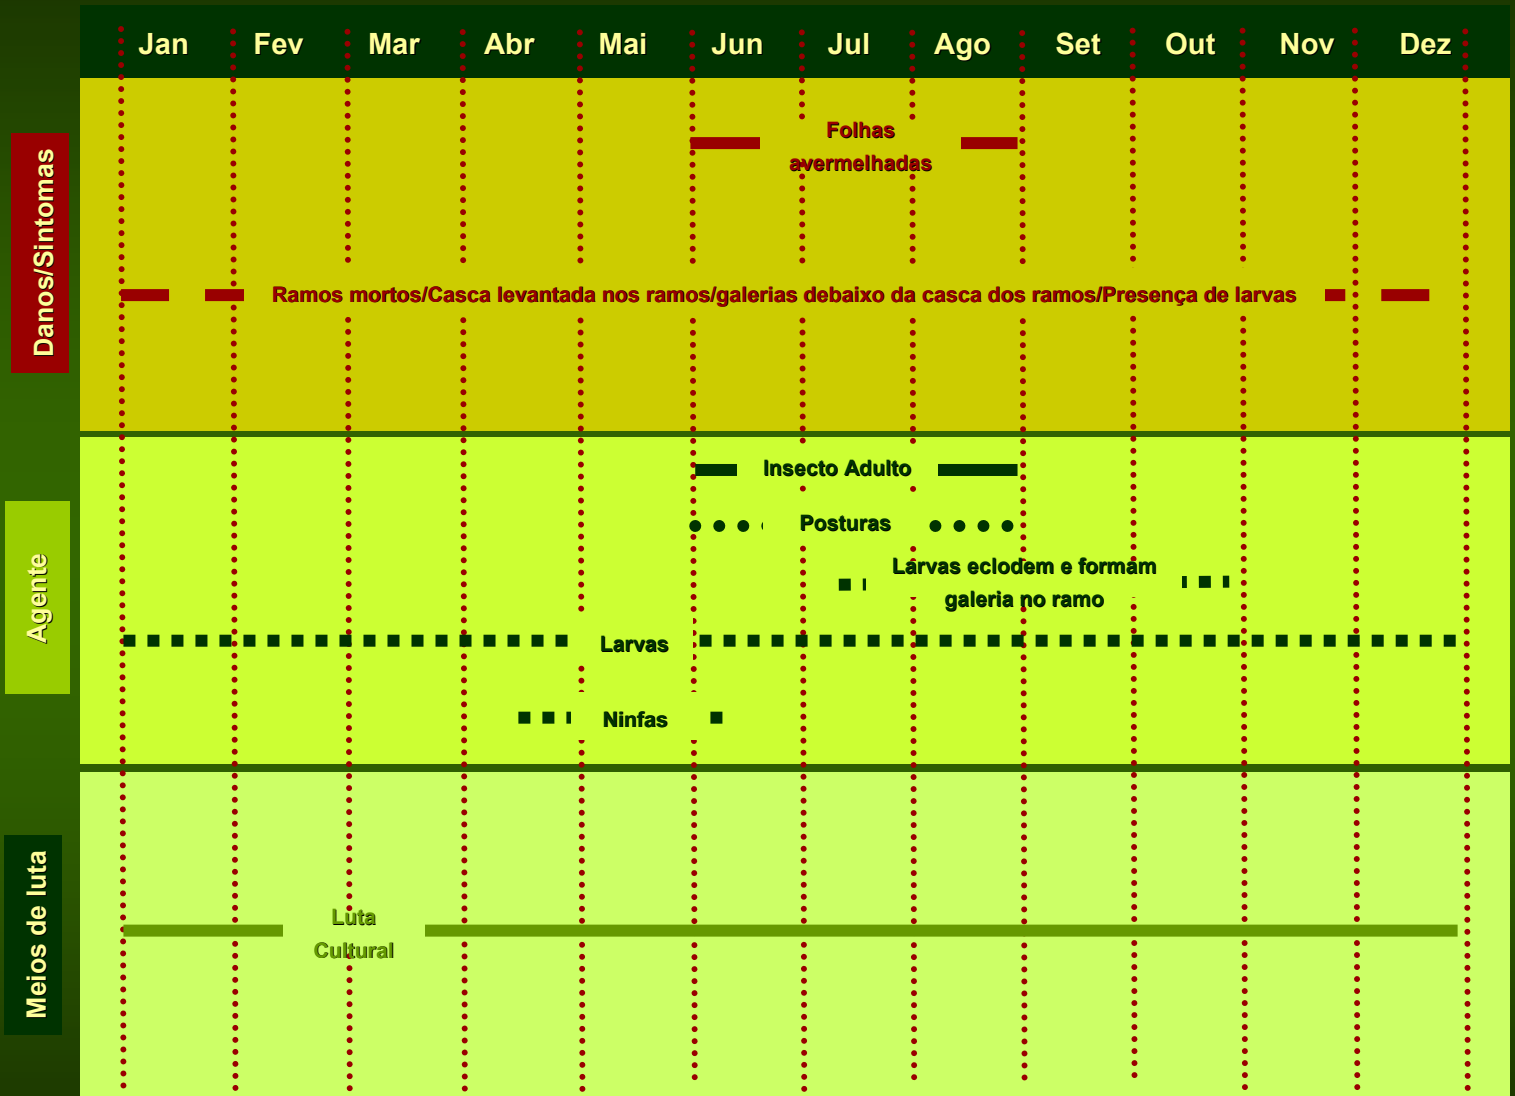 Jan Fev Mar Abr Mai Jun Jul Ago Set Out Nov Dez
Danos/Sintomas
Folhas
avermelhadas
Ramos mortos/Casca levantada nos ramos/galerias debaixo da casca dos ramos/Presença de larvas
Agente
Insecto Adulto
Posturas
Larvas eclodem e formam
galeria no ramo
Larvas
Ninfas
Meios de luta
Luta
Cultural